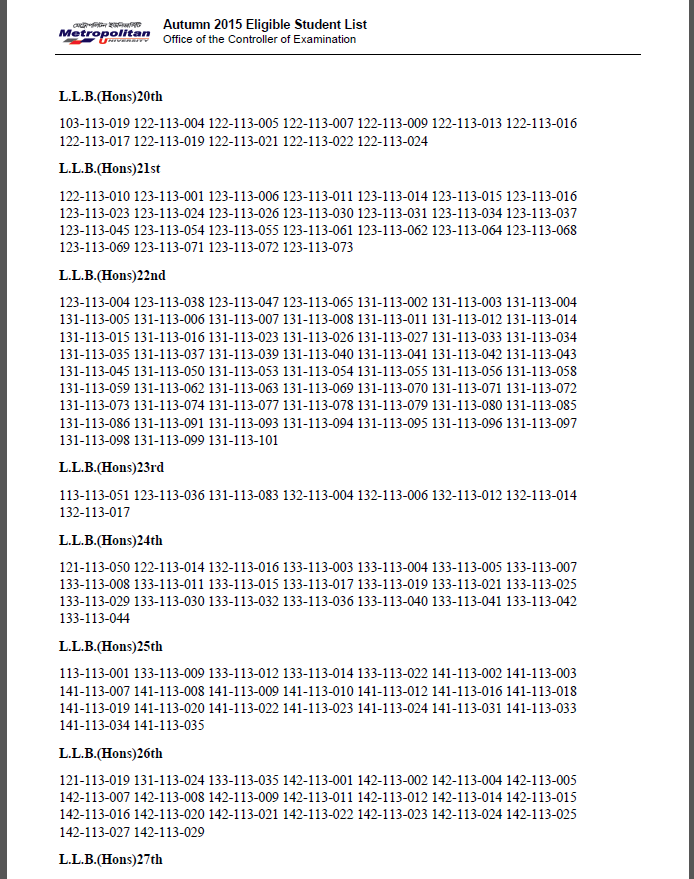 মেট্রোপলিটন ইউনিভার্সিটি
Metropolitan
UNIVERSITY
Autumn 2015 Eligible Student List
Office of the Controller of Examination
L.L.B.(Hons)20th
103-113-019 122-113-004 122-113-005 122-113-007 122-113-009 122-113-013 122-113-016
122-113-017 122-113-019 122-113-021 122-113-022 122-113-024
L.L.B.(Hons)21st
122-113-010 123-113-001 123-113-006 123-113-011 123-113-014 123-113-015 123-113-016
123-113-023 123-113-024 123-113-026 123-113-030 123-113-031 123-113-034 123-113-037
123-113-045 123-113-054 123-113-055 123-113-061 123-113-062 123-113-064 123-113-068
123-113-069 123-113-071 123-113-072 123-113-073
L.L.B.(Hons)22nd
123-113-004 123-113-038 123-113-047 123-113-065 131-113-002 131-113-003 131-113-004
131-113-005 131-113-006 131-113-007 131-113-008 131-113-011 131-113-012 131-113-014
131-113-015 131-113-016 131-113-023 131-113-026 131-113-027 131-113-033 131-113-034
131-113-035 131-113-037 131-113-039 131-113-040 131-113-041 131-113-042 131-113-043
131-113-045 131-113-050 131-113-053 131-113-054 131-113-055 131-113-056 131-113-058
131-113-059 131-113-062 131-113-063 131-113-069 131-113-070 131-113-071 131-113-072
131-113-073 131-113-074 131-113-077 131-113-078 131-113-079 131-113-080 131-113-085
131-113-086 131-113-091 131-113-093 131-113-094 131-113-095 131-113-096 131-113-097
131-113-098 131-113-099 131-113-101
L.L.B.(Hons)23rd
113-113-051 123-113-036 131-113-083 132-113-004 132-113-006 132-113-012 132-113-014
132-113-017
L.L.B.(Hons)24th
121-113-050 122-113-014 132-113-016 133-113-003 133-113-004 133-113-005 133-113-007
133-113-008 133-113-011 133-113-015 133-113-017 133-113-019 133-113-021 133-113-025
133-113-029 133-113-030 133-113-032 133-113-036 133-113-040 133-113-041 133-113-042
133-113-044
L.L.B.(Hons)25th
113-113-001 133-113-009 133-113-012 133-113-014 133-113-022 141-113-002 141-113-003
141-113-007 141-113-008 141-113-009 141-113-010 141-113-012 141-113-016 141-113-018
141-113-019 141-113-020 141-113-022 141-113-023 141-113-024 141-113-031 141-113-033
141-113-034 141-113-035
L.L.B.(Hons)26th
121-113-019 131-113-024 133-113-035 142-113-001 142-113-002 142-113-004 142-113-005
142-113-007 142-113-008 142-113-009 142-113-011 142-113-012 142-113-014 142-113-015
142-113-016 142-113-020 142-113-021 142-113-022 142-113-023 142-113-024 142-113-025
142-113-027 142-113-029
L.L.B.(Hons)27th